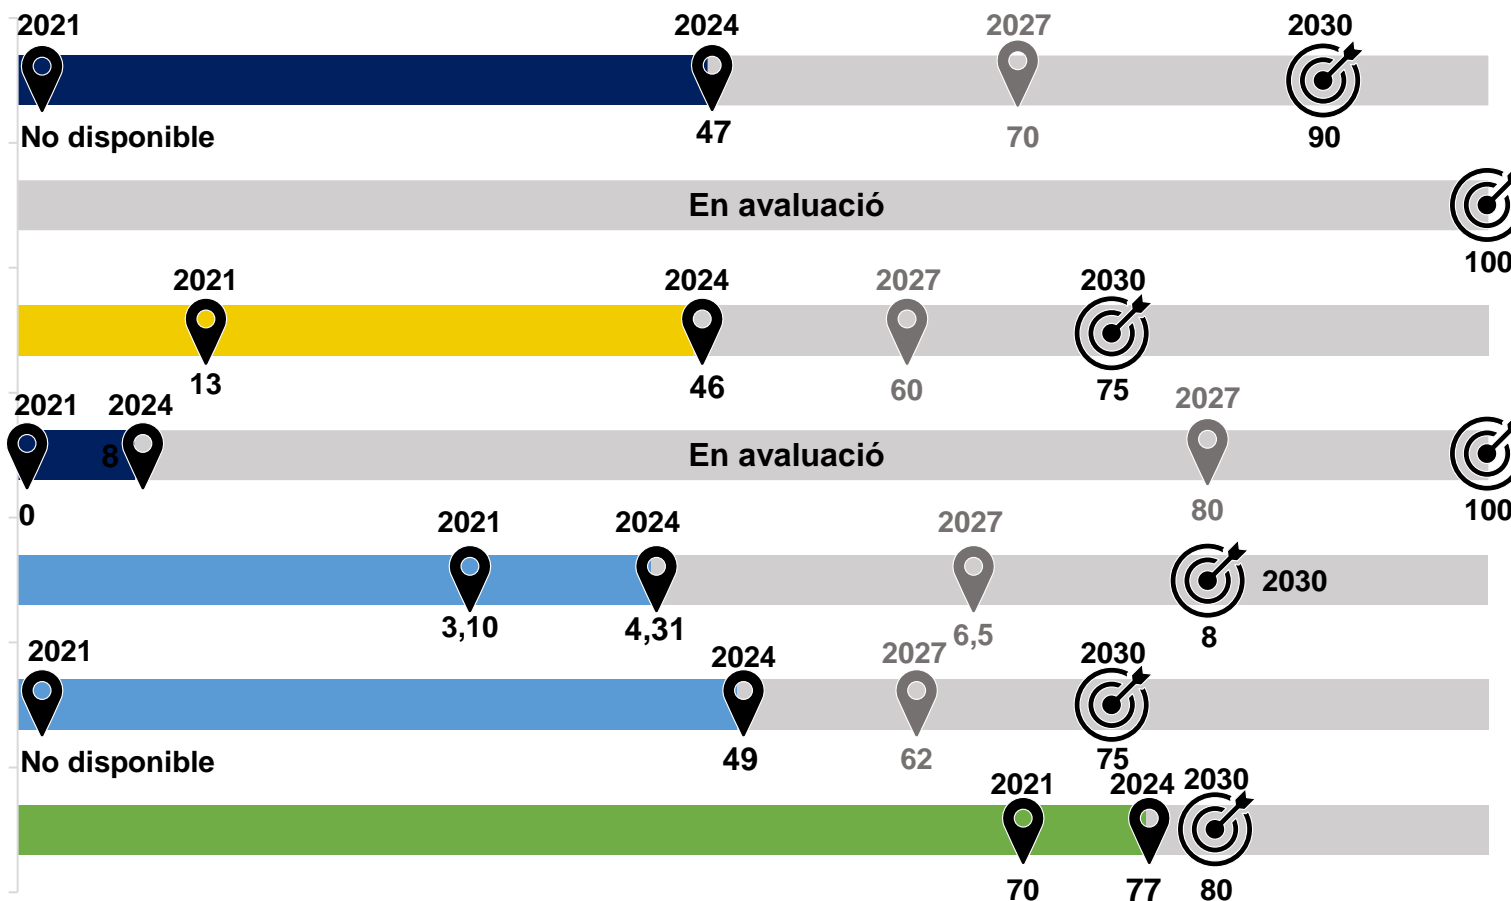 2021 2024 2027 2030
No disponible 47 70 90
En avaluació
100
2021 2024 2027 2030
13 46 60 75
2021 2024 2027
8 En avaluació
0 80 100
2021 2024 2027
2030
3,10 4,31 6,5 8
2021 2024 2027 2030
No disponible 49 62 75
2021 2024 2030
70 77 80